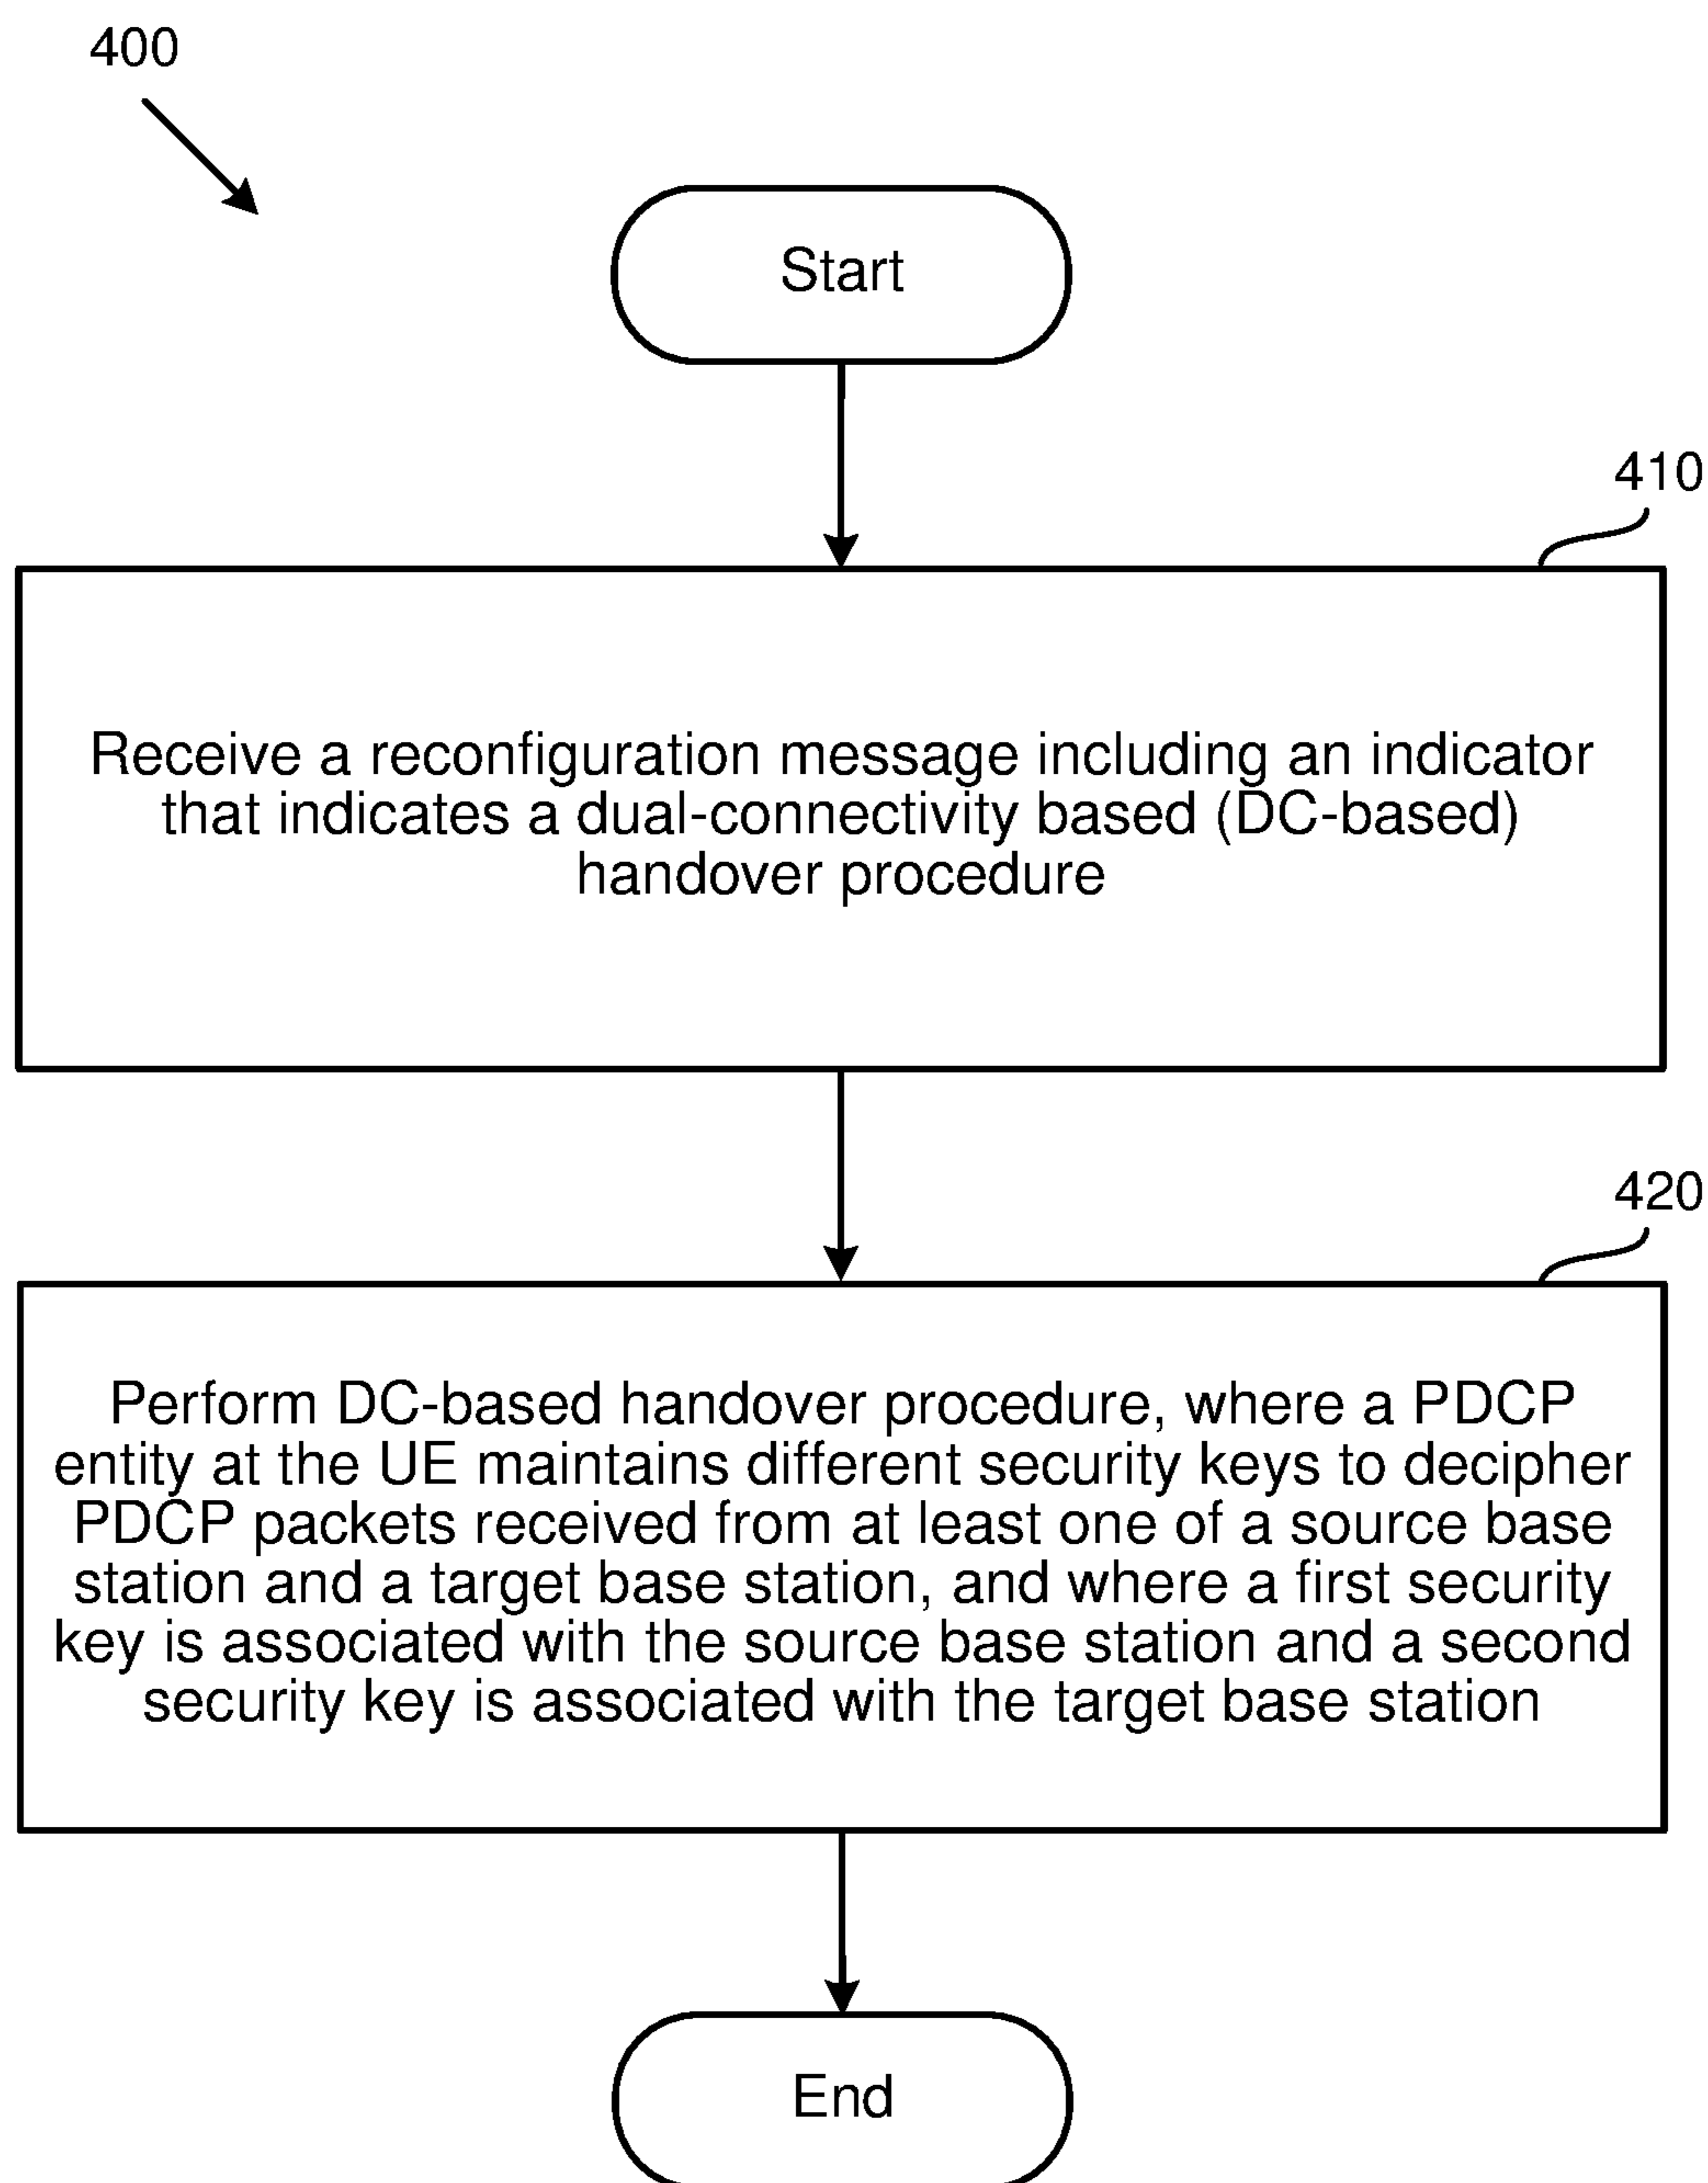 400
Start
410
Receive a reconfiguration message including an indicator
that indicates a dual-connectivity based (DC-based)
handover procedure
420
Perform DC-based handover procedure, where a PDCP
entity at the UE maintains different security keys to decipher
PDCP packets received from at least one of a source base
station and a target base station, and where a first security
key is associated with the source base station and a second
security key is associated with the target base station
End